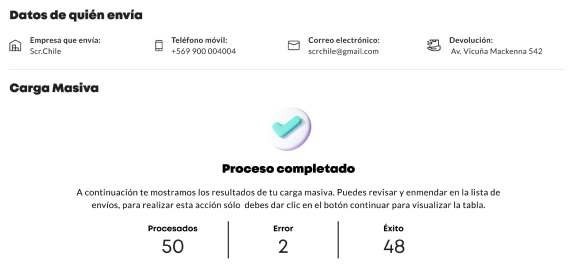 Datos de quién envía
Empresa que envía:
Scr.Chile
Teléfono móvil:
+569 900 004004
Correo electrónico:
scrchile@gmail.com
Devolución:
Av. Vicuña Mackenna 542
Carga Masiva
Proceso completado
A continuación te mostramos los resultados de tu carga masiva. Puedes revisar y enmendar en la lista de
envíos, para realizar esta acción sólo debes dar clic en el botón continuar para visualizar la tabla.
Procesados
50
Error
2
Éxito
48